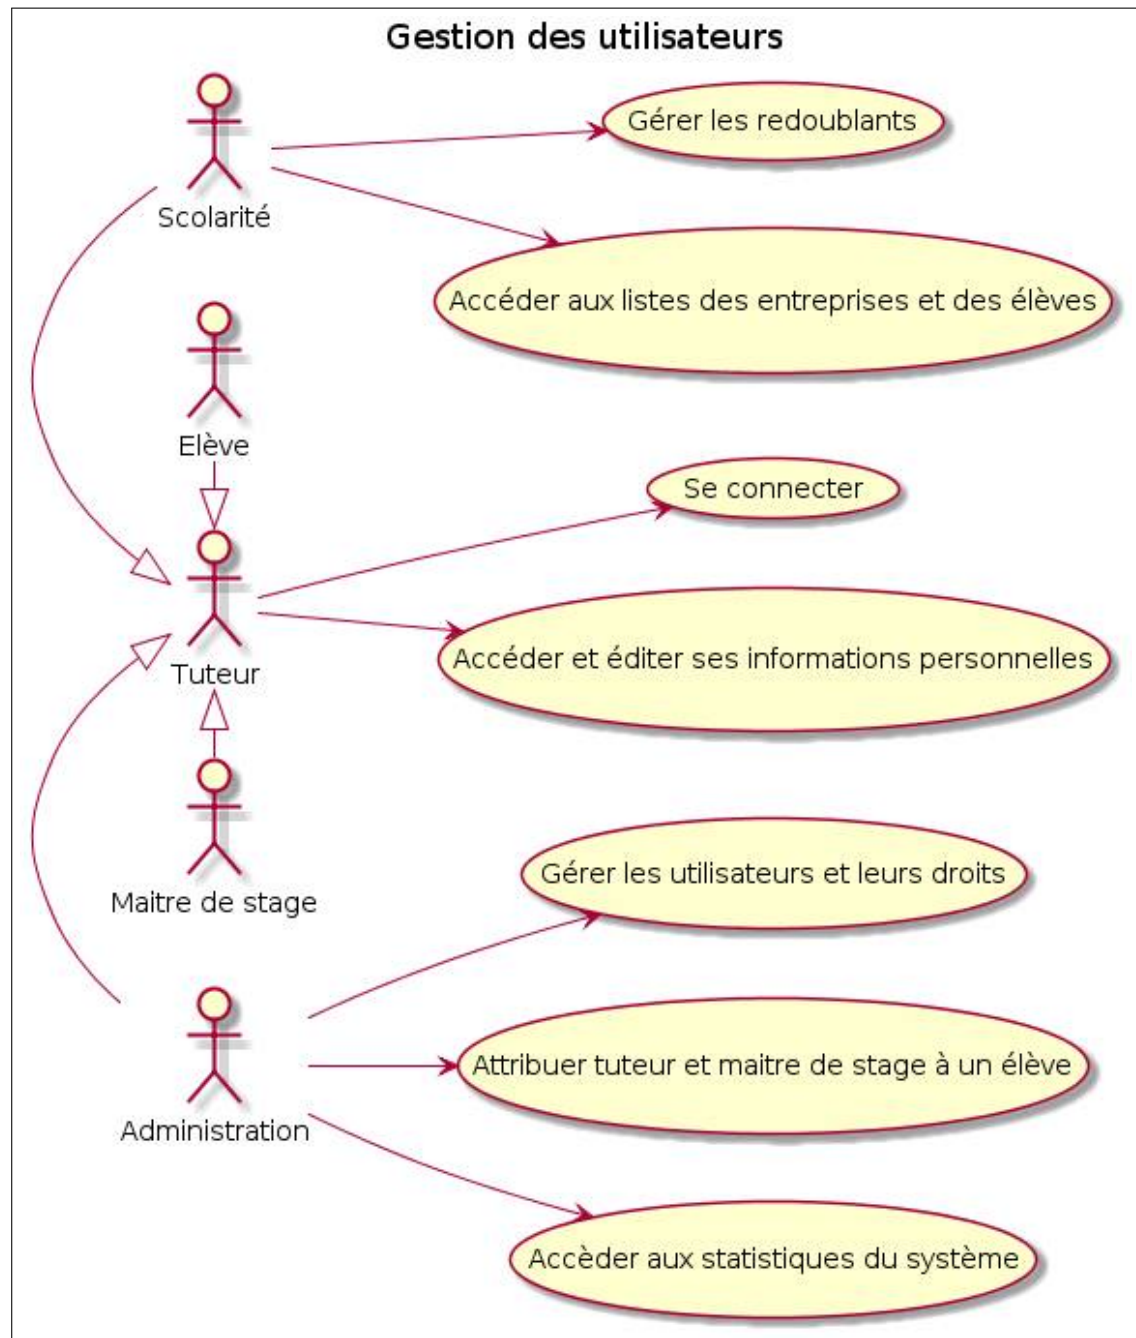 Gestion des utilisateurs
Gérer les redoublants
Scolarité
Accéder aux listes des entreprises et des élèves
Elève
Se connecter
Accéder et éditer ses informations personnelles
Tuteur
Gérer les utilisateurs et leurs droits
Maitre de stage
Attribuer tuteur et maitre de stage à un élève
Administration
Accèder aux statistiques du système